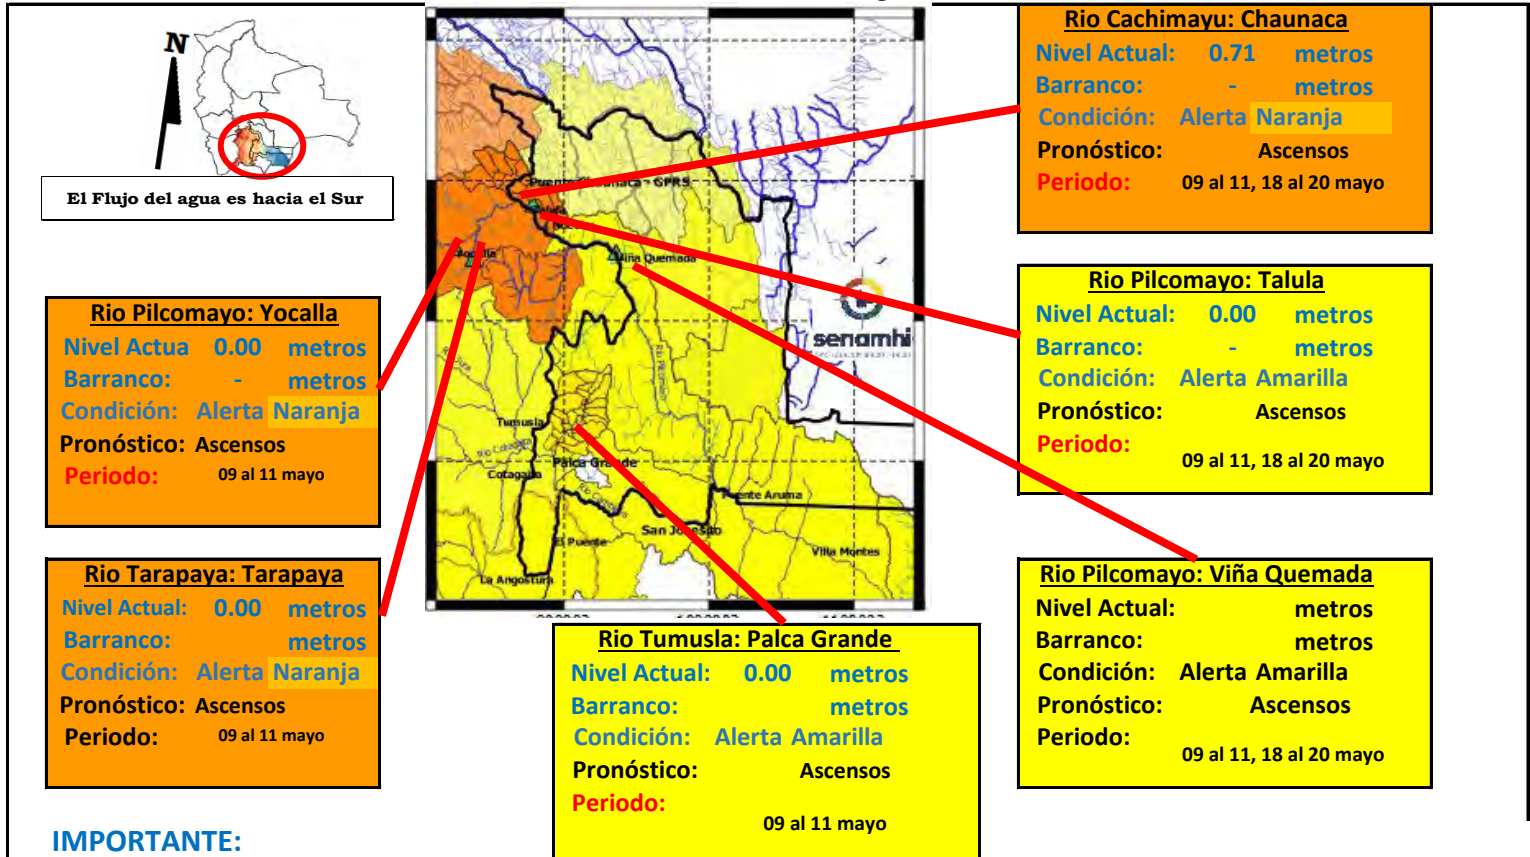 N
El Flujo del agua es hacia el Sur
Rio Pilcomayo: Yocalla
Nivel Actua 0.00 metros
Barranco: - metros
Condición: Alerta Naranja
Pronóstico: Ascensos
Periodo: 09 al 11 mayo
Rio Tarapaya: Tarapaya
Nivel Actual: 0.00 metros
Barranco: metros
Condición: Alerta Naranja
Pronóstico: Ascensos
Periodo: 09 al 11 mayo
IMPORTANTE:
Talula
Viña Quemada
senamhi
Tumusla
Palca Grande
Cotagaita
Puente Aruma
San Josesito
El Puente
Villa Montes
La Angostura
Rio Tumusla: Palca Grande
Nivel Actual: 0.00 metros
Barranco: metros
Condición: Alerta Amarilla
Pronóstico: Ascensos
Periodo:
09 al 11 mayo
Rio Cachimayu: Chaunaca
Nivel Actual: 0.71 metros
Barranco: - metros
Condición: Alerta Naranja
Pronóstico: Ascensos
Periodo: 09 al 11, 18 al 20 mayo
Rio Pilcomayo: Talula
Nivel Actual: 0.00 metros
Barranco: - metros
Condición: Alerta Amarilla
Pronóstico: Ascensos
Periodo:
09 al 11, 18 al 20 mayo
Rio Pilcomayo: Viña Quemada
Nivel Actual: metros
Barranco: metros
Condición: Alerta Amarilla
Pronóstico: Ascensos
Periodo:
09 al 11, 18 al 20 mayo